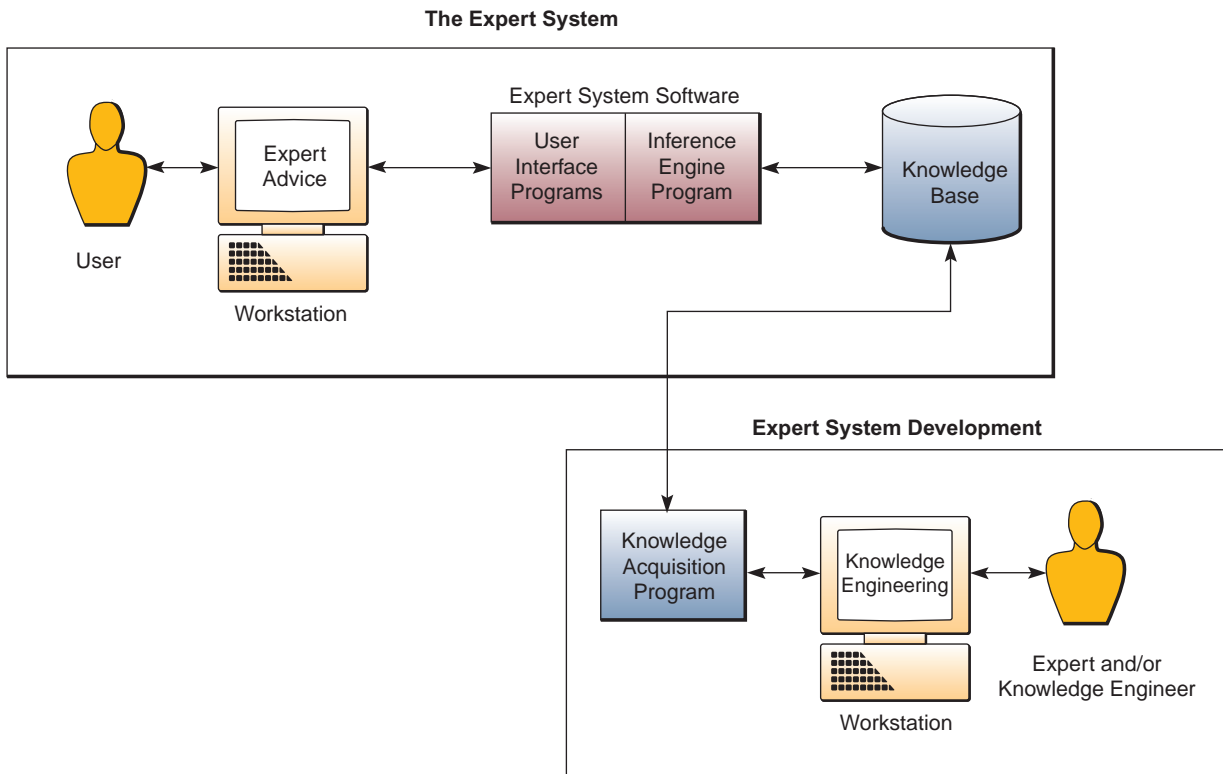 The Expert System
Expert System Software
User
Interface
Programs
Inference
Engine
Program
Expert
Advice
Knowledge
Base
User
Workstation
Expert System Development
Knowledge
Acquisition
Program
Knowledge
Engineering
Expert and/or
Knowledge Engineer
Workstation